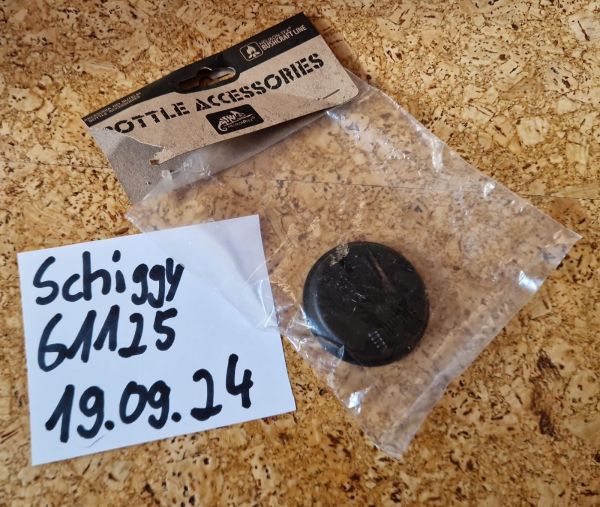 BUSHCRAFT LINE
BOTTLE ACCESSORIES
Schiggy
61125
19.09.24